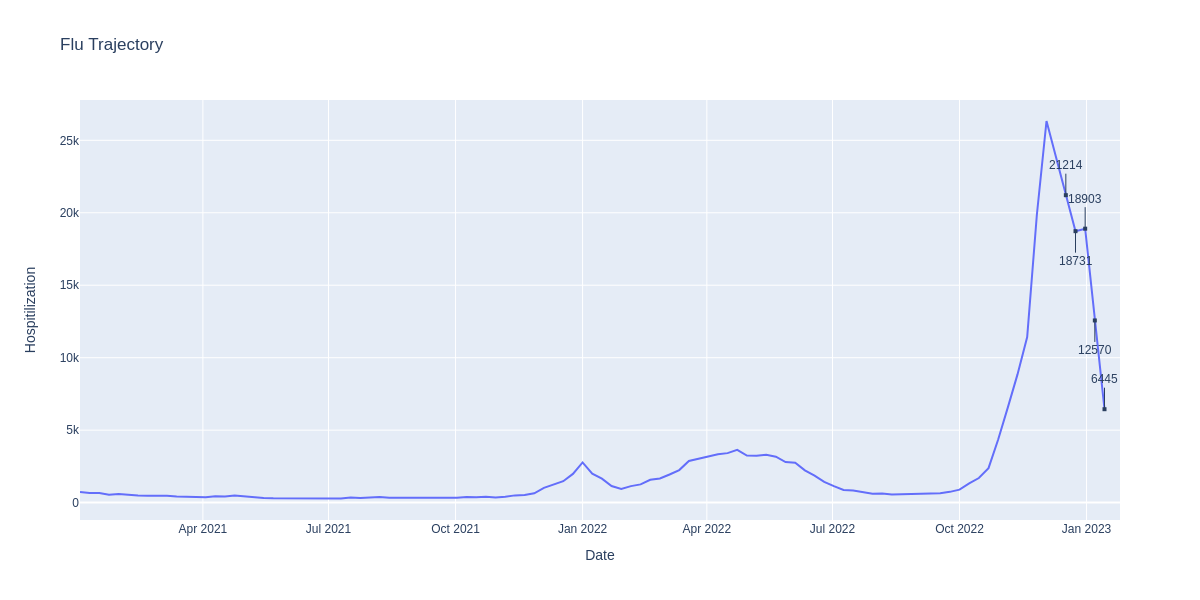 Flu Trajectory
Hospitilization
25k
20k
15k
10k
5k
0
21214
18903
18731
12570
6445
Apr 2021
Jul 2021
Oct 2021
Jan 2022
Apr 2022
Jul 2022
Oct 2022
Jan 2023
Date